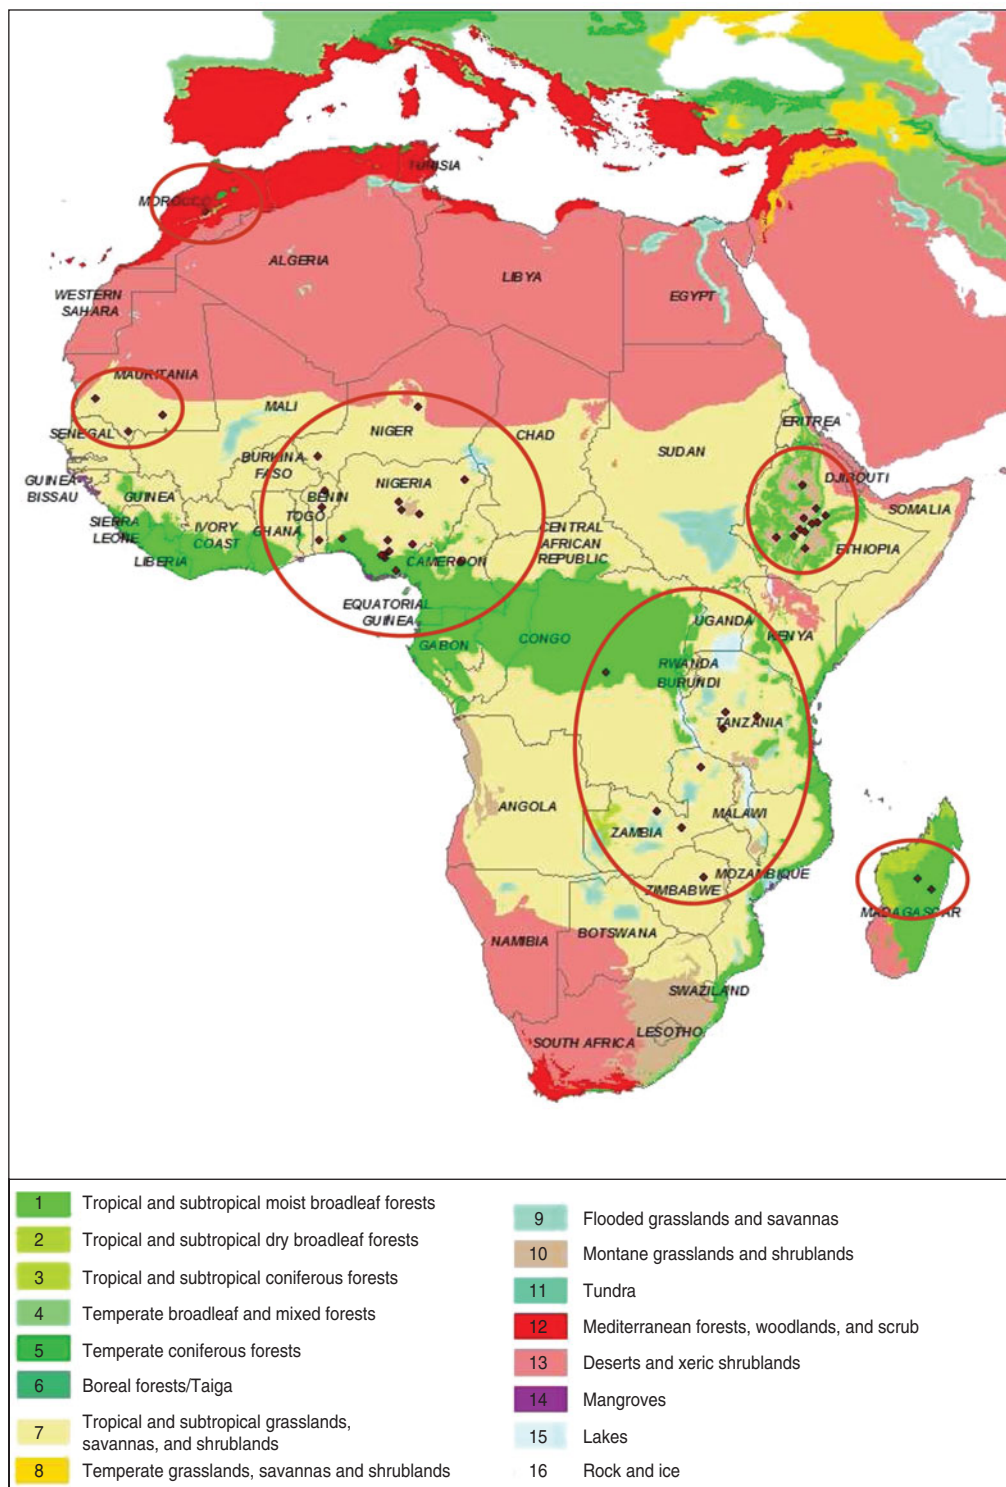 TUNISIA
MOROCCO
ALGERIA
LIBYA
EGYPT
WESTERN
SAHARA
MAURITANIA
MALI
NIGER
CHAD
SUDAN
ERITREA
SENEGAL
BURKINA
FASO
DJIBOUTI
GUINEA
BISSAU
GUINEA
BENIN
NIGERIA
SOMALIA
SIERRA
LEONE
IVORY
COAST
GHANA
TOGO
CENTRAL
AFRICAN
REPUBLIC
ETHIOPIA
LIBERIA
CAMEROON
EQUATORIAL
GUINEA
UGANDA
KENYA
GABON
CONGO
RWANDA
BURUNDI
TANZANIA
ANGOLA
MALAWI
ZAMBIA
MOZAMBIQUE
ZIMBABWE
MADAGASCAR
NAMIBIA
BOTSWANA
SWAZILAND
LESOTHO
SOUTH AFRICA
1 Tropical and subtropical moist broadleaf forests
2 Tropical and subtropical dry broadleaf forests
3 Tropical and subtropical coniferous forests
4 Temperate broadleaf and mixed forests
5 Temperate coniferous forests
6 Boreal forests/Taiga
7 Tropical and subtropical grasslands,
savannas, and shrublands
8 Temperate grasslands, savannas and shrublands
9 Flooded grasslands and savannas
10 Montane grasslands and shrublands
11 Tundra
12 Mediterranean forests, woodlands, and scrub
13 Deserts and xeric shrublands
14 Mangroves
15 Lakes
16 Rock and ice